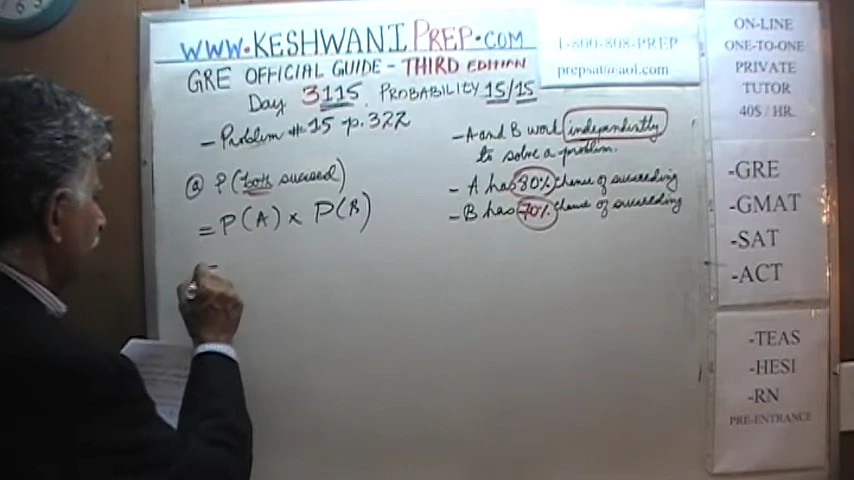 WWW.KESHWANIPREP.COM
GRE OFFICIAL GUIDE - THIRD EDITION
Day 3115. PROBABILITY 15/15
- Problem #15 p.322
ⓐ P(both succeed)
= P(A) x P(B)
=
- A and B work independently
to solve a problem.
- A has 80% chance of succeeding
- B has 70% chance of succeeding
1-800-808-PREP
prepsat@aol.com
ON-LINE
ONE-TO-ONE
PRIVATE
TUTOR
40$ / HR.
-GRE
-GMAT
-SAT
-ACT
-TEAS
-HESI
-RN
PRE-ENTRANCE